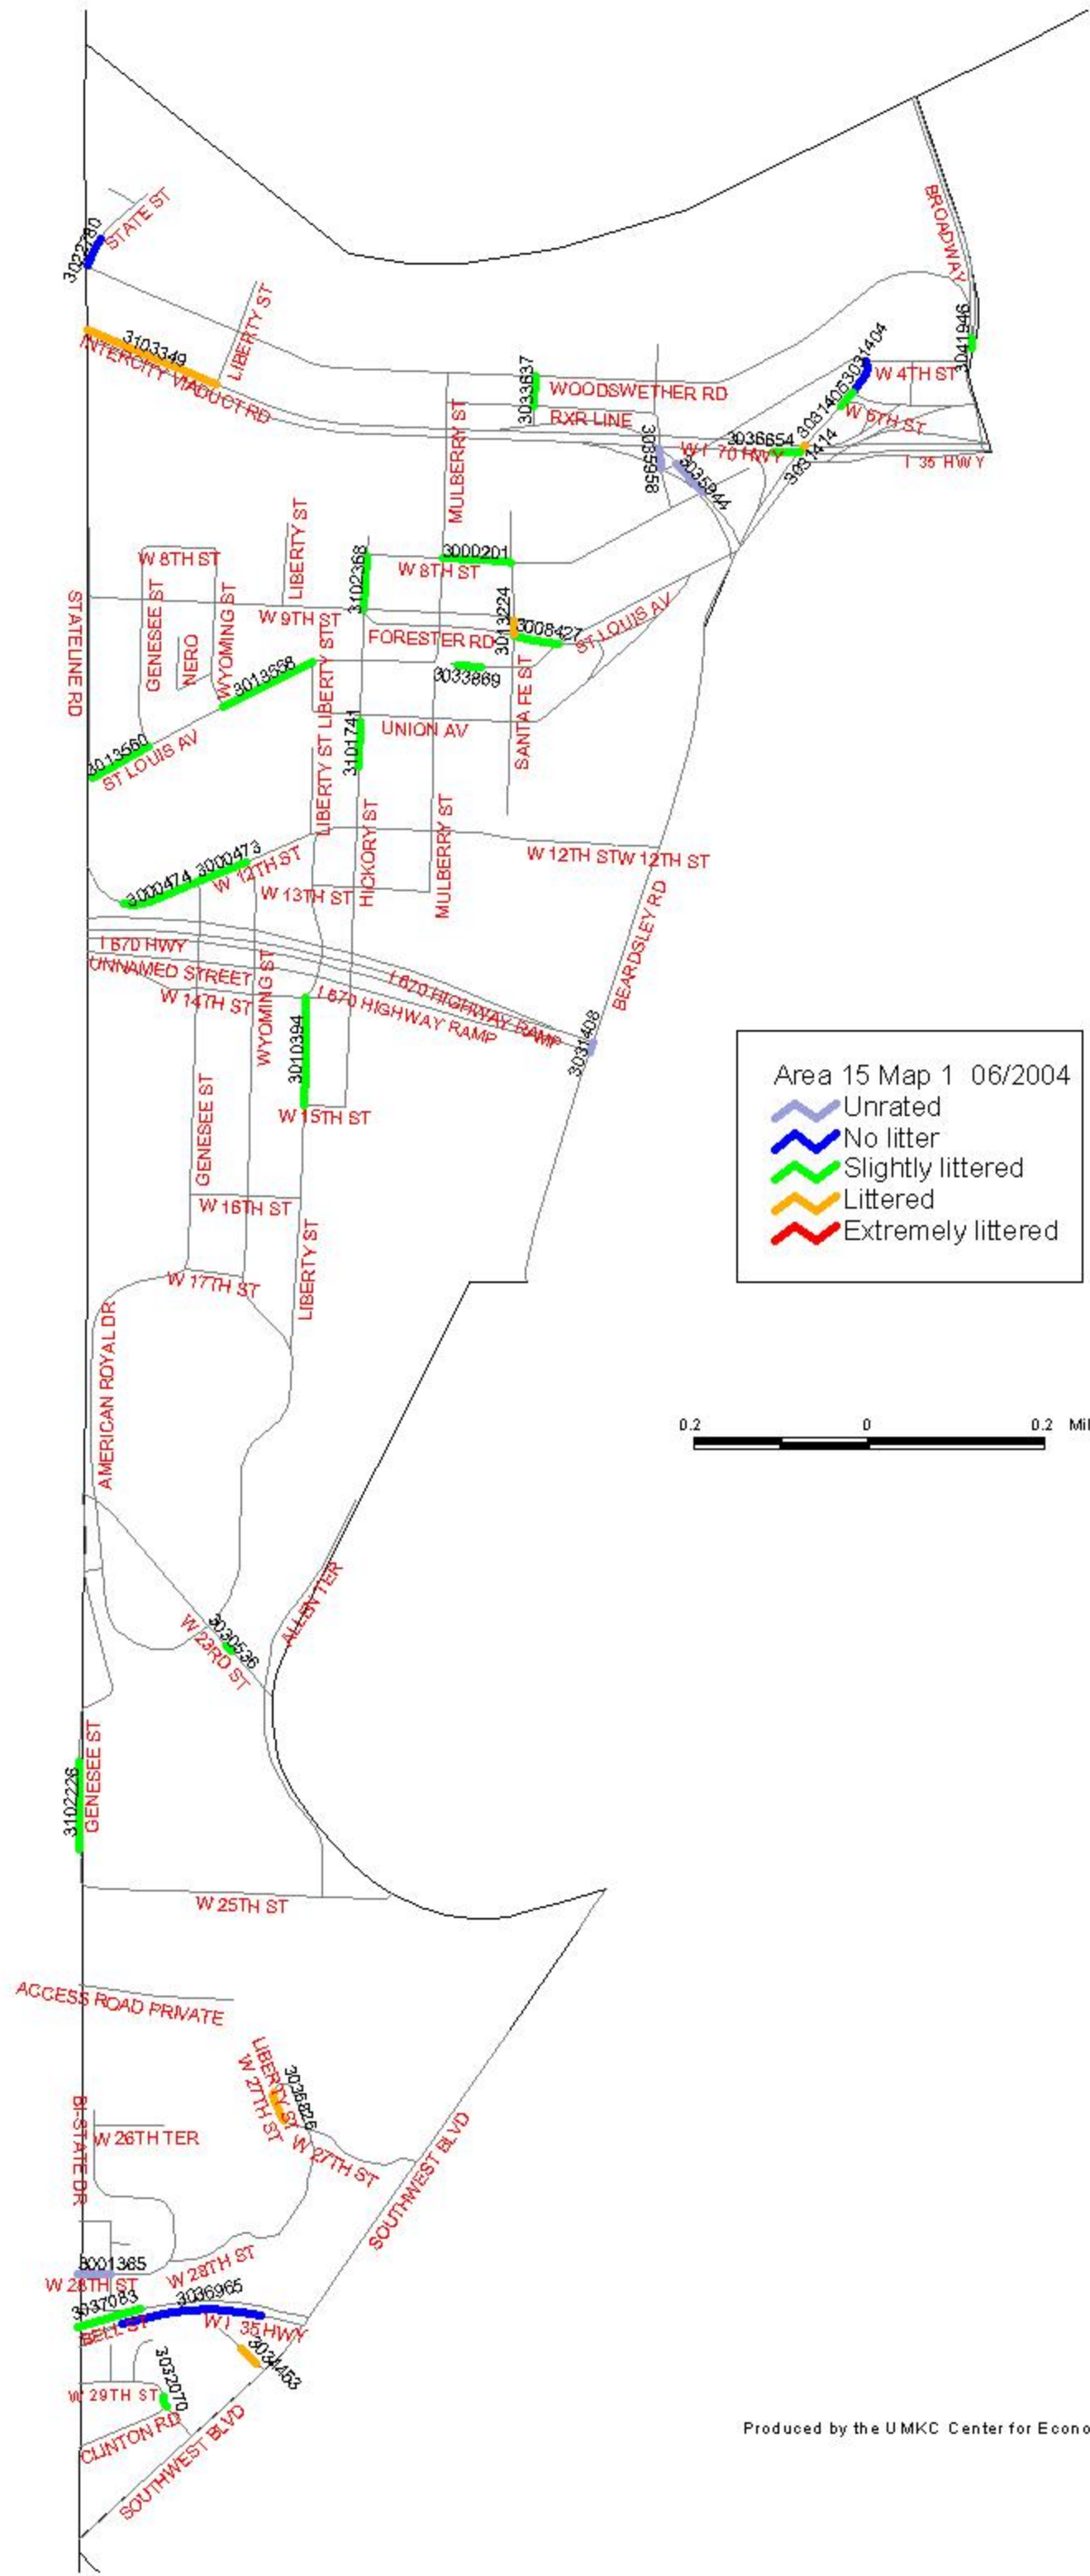 BROADWAY
STATE ST
3022780
LIBERTY ST
3103349
INTERCITY VIADUCT RD
3041946
3031404
W 4TH ST
3033637
WOODSWETHER RD
3031406
W 5TH ST
RXR LINE
MULBERRY ST
3036654
W I 70 HWY
3031414
I 35 HWY
3035958
3035944
LIBERTY ST
W 8TH ST
3000201
W 8TH ST
3102368
GENESEE ST
WYOMING ST
STATELINE RD
W 9TH ST
3013224
3008427
ST LOUIS AV
FORESTER RD
NERO
LIBERTY ST
3013558
3033869
SANTA FE ST
3101741
UNION AV
3013560
ST LOUIS AV
LIBERTY ST
MULBERRY ST
HICKORY ST
3000473
W 12TH ST
W 12TH ST
W 12TH ST
3000474
W 13TH ST
BEARDSLEY RD
I 670 HWY
UNNAMED STREET
WYOMING ST
I 670 HIGHWAY RAMP
W 14TH ST
I 670 HIGHWAY RAMP
3031408
3010394
Area 15 Map 1 06/2004
Unrated
No litter
Slightly littered
Littered
Extremely littered
GENESEE ST
W 15TH ST
W 16TH ST
LIBERTY ST
W 17TH ST
AMERICAN ROYAL DR
0.2 0 0.2 Mil
ALLEN TER
3030536
W 23RD ST
GENESEE ST
3102226
W 25TH ST
ACCESS ROAD PRIVATE
LIBERTY ST
W 27TH ST
BI-STATE DR
W 26TH TER
W 27TH ST
SOUTHWEST BLVD
3001365
W 28TH ST
W 28TH ST
3037083
3036965
BELL ST
W I 35 HWY
3034453
3032070
W 29TH ST
CLINTON RD
SOUTHWEST BLVD
Produced by the UMKC Center for Econo